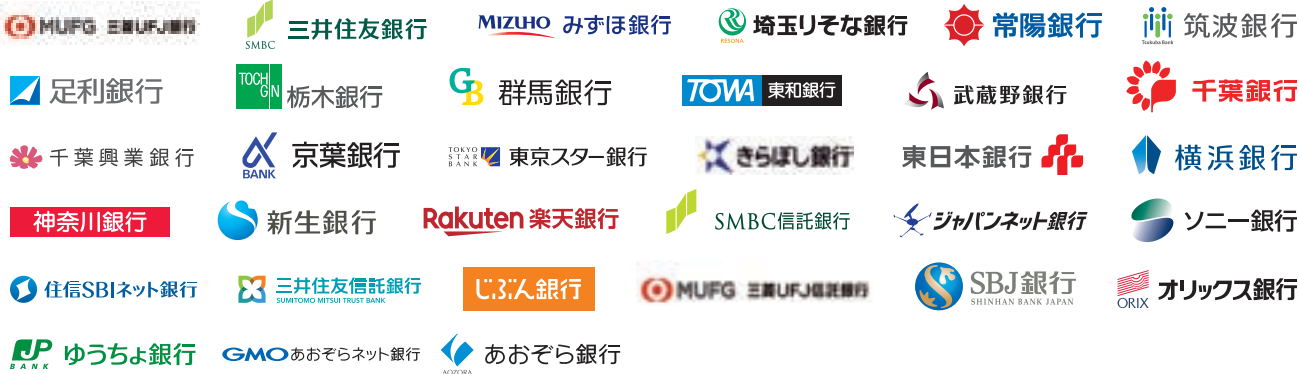 MUFG 三菱UFJ銀行
SMBC 三井住友銀行
MIZUHO みずほ銀行
RESONA 埼玉りそな銀行
常陽銀行
Tsukuba Bank 筑波銀行
足利銀行
TOCHGIN 栃木銀行
GB 群馬銀行
TOWA 東和銀行
武蔵野銀行
千葉銀行
千葉興業銀行
BANK 京葉銀行
TOKYO STAR BANK 東京スター銀行
きらぼし銀行
東日本銀行
横浜銀行
神奈川銀行
新生銀行
Rakuten 楽天銀行
SMBC信託銀行
ジャパンネット銀行
ソニー銀行
住信SBIネット銀行
三井住友信託銀行
SUMITOMO MITSUI TRUST BANK
じぶん銀行
MUFG 三菱UFJ信託銀行
SBJ銀行
SHINHAN BANK JAPAN
ORIX オリックス銀行
JP BANK ゆうちょ銀行
GMOあおぞらネット銀行
AOZORA あおぞら銀行